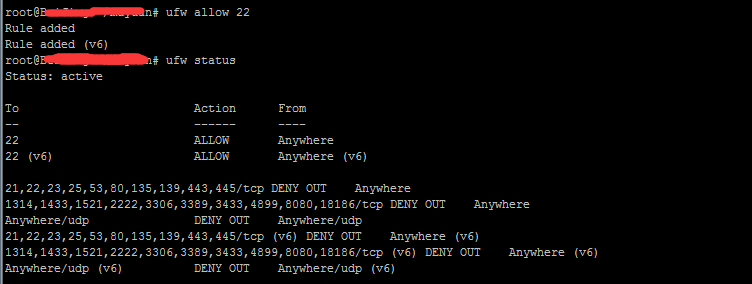 root@ # ufw allow 22
Rule added
Rule added (v6)
root@ # ufw status
Status: active
To Action From
-- ------ ----
22 ALLOW Anywhere
22 (v6) ALLOW Anywhere (v6)
21,22,23,25,53,80,135,139,443,445/tcp DENY OUT Anywhere
1314,1433,1521,2222,3306,3389,3433,4899,8080,18186/tcp DENY OUT Anywhere
Anywhere/udp DENY OUT Anywhere/udp
21,22,23,25,53,80,135,139,443,445/tcp (v6) DENY OUT Anywhere (v6)
1314,1433,1521,2222,3306,3389,3433,4899,8080,18186/tcp (v6) DENY OUT Anywhere (v6)
Anywhere/udp (v6) DENY OUT Anywhere/udp (v6)